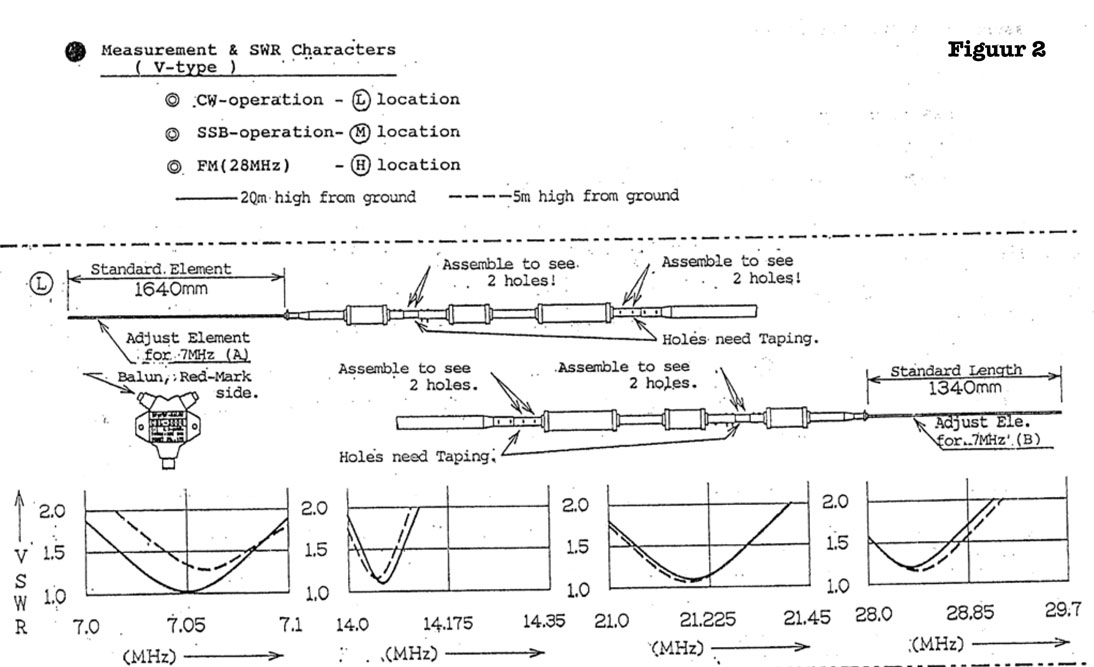 Figuur 2
Measurement & SWR Characters
( V-type )
◎ CW-operation - Ⓛ location
◎ SSB-operation- Ⓜ location
◎ FM(28MHz) - Ⓗ location
20m high from ground
5m high from ground
Ⓛ
Standard Element
1640mm
Assemble to see
2 holes!
Assemble to see
2 holes!
Adjust Element
for 7MHz (A)
Holes need Taping.
Balun, Red-Mark
side.
Assemble to see
2 holes.
Assemble to see
2 holes.
Standard Length
1340mm
Holes need Taping.
Adjust Ele.
for 7MHz (B)
VSWR
2.0
1.5
1.0
7.0 7.05 7.1
(MHz)
2.0
1.5
1.0
14.0 14.175 14.35
(MHz)
2.0
1.5
1.0
21.0 21.225 21.45
(MHz)
2.0
1.5
1.0
28.0 28.85 29.7
(MHz)